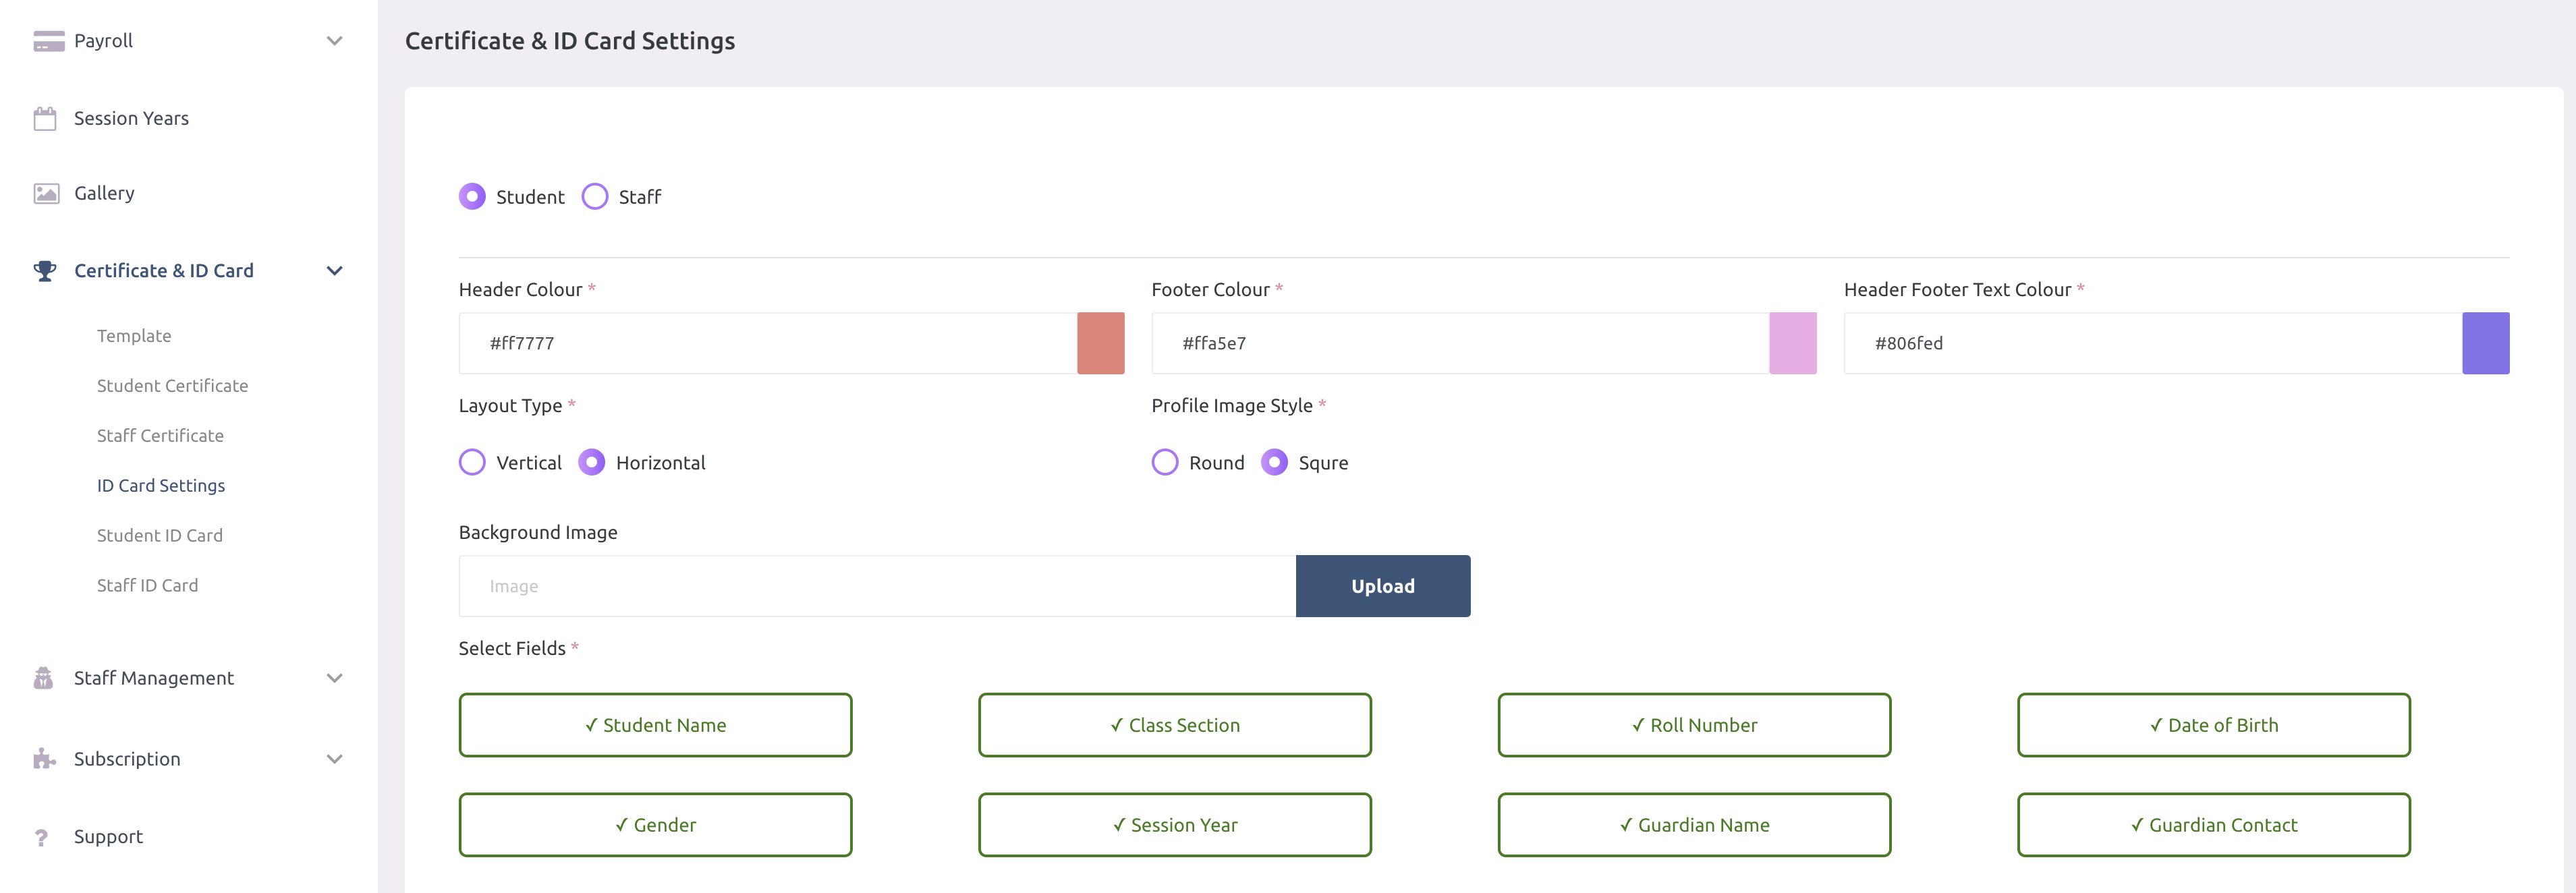 Payroll
Session Years
Gallery
Certificate & ID Card
Template
Student Certificate
Staff Certificate
ID Card Settings
Student ID Card
Staff ID Card
Staff Management
Subscription
? Support
Certificate & ID Card Settings
Student Staff
Header Colour * Footer Colour * Header Footer Text Colour *
#ff7777 #ffa5e7 #806fed
Layout Type * Profile Image Style *
Vertical Horizontal Round Squre
Background Image
Image Upload
Select Fields *
✓ Student Name ✓ Class Section ✓ Roll Number ✓ Date of Birth
✓ Gender ✓ Session Year ✓ Guardian Name ✓ Guardian Contact